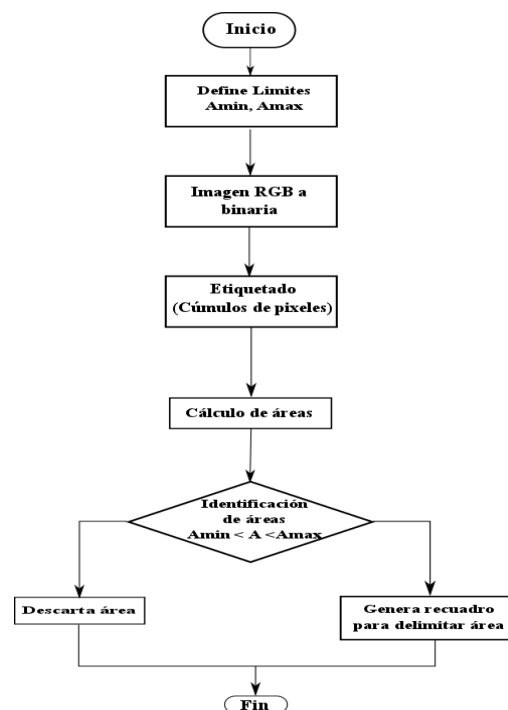 Inicio
Define Limites
Amin, Amax
Imagen RGB a
binaria
Etiquetado
(Cúmulos de pixeles)
Cálculo de áreas
Identificación
de áreas
Amin < A <Amax
Descarta área
Genera recuadro
para delimitar área
Fin